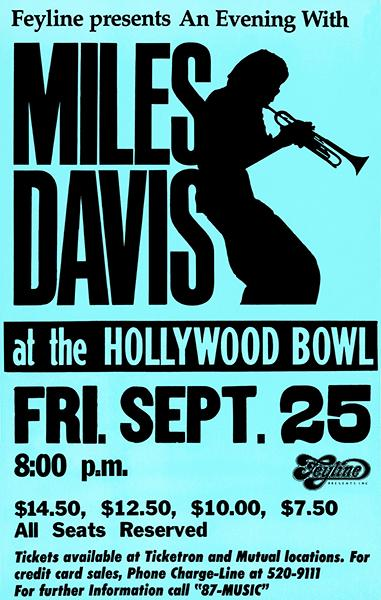 Feyline presents An Evening With
MILES
DAVIS
at the HOLLYWOOD BOWL
FRI. SEPT. 25
8:00 p.m.
Feyline
PRESENTS INC
$14.50, $12.50, $10.00, $7.50
All Seats Reserved
Tickets available at Ticketron and Mutual locations. For
credit card sales, Phone Charge-Line at 520-9111
For further Information call "87-MUSIC"